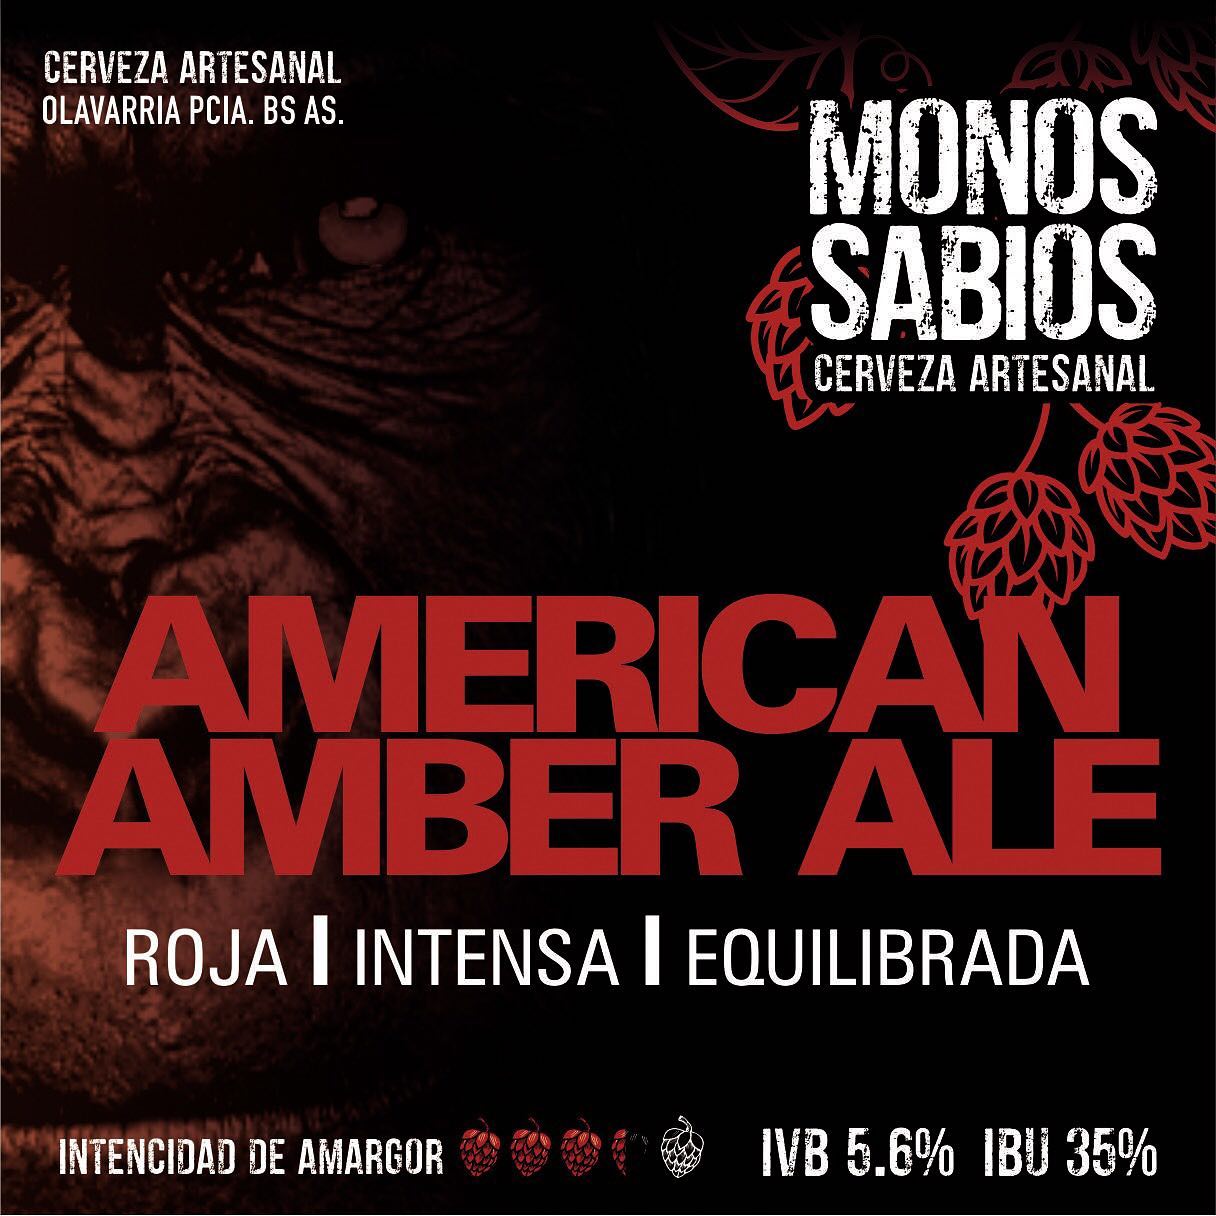 CERVEZA ARTESANAL
OLAVARRIA PCIA. BS AS.
MONOS
SABIOS
CERVEZA ARTESANAL
AMERICAN
AMBER ALE
ROJA | INTENSA | EQUILIBRADA
INTENCIDAD DE AMARGOR IVB 5.6% IBU 35%